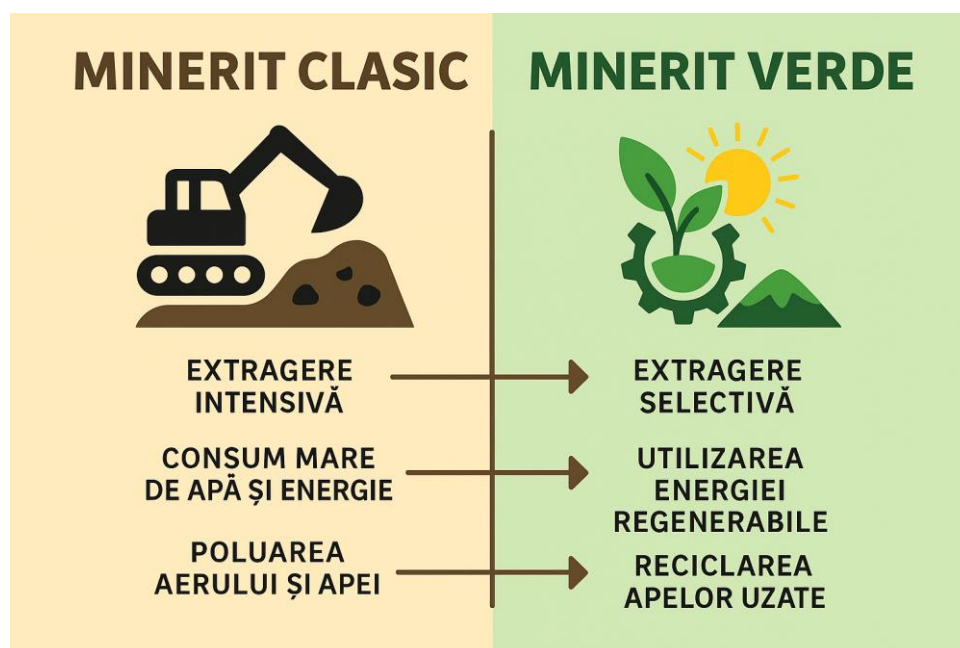 MINERIT CLASIC
EXTRAGERE
INTENSIVĂ
CONSUM MARE
DE APĂ ȘI ENERGIE
POLUAREA
AERULUI ȘI APEI
MINERIT VERDE
EXTRAGERE
SELECTIVĂ
UTILIZAREA
ENERGIEI
REGENERABILE
RECICLAREA
APELOR UZATE